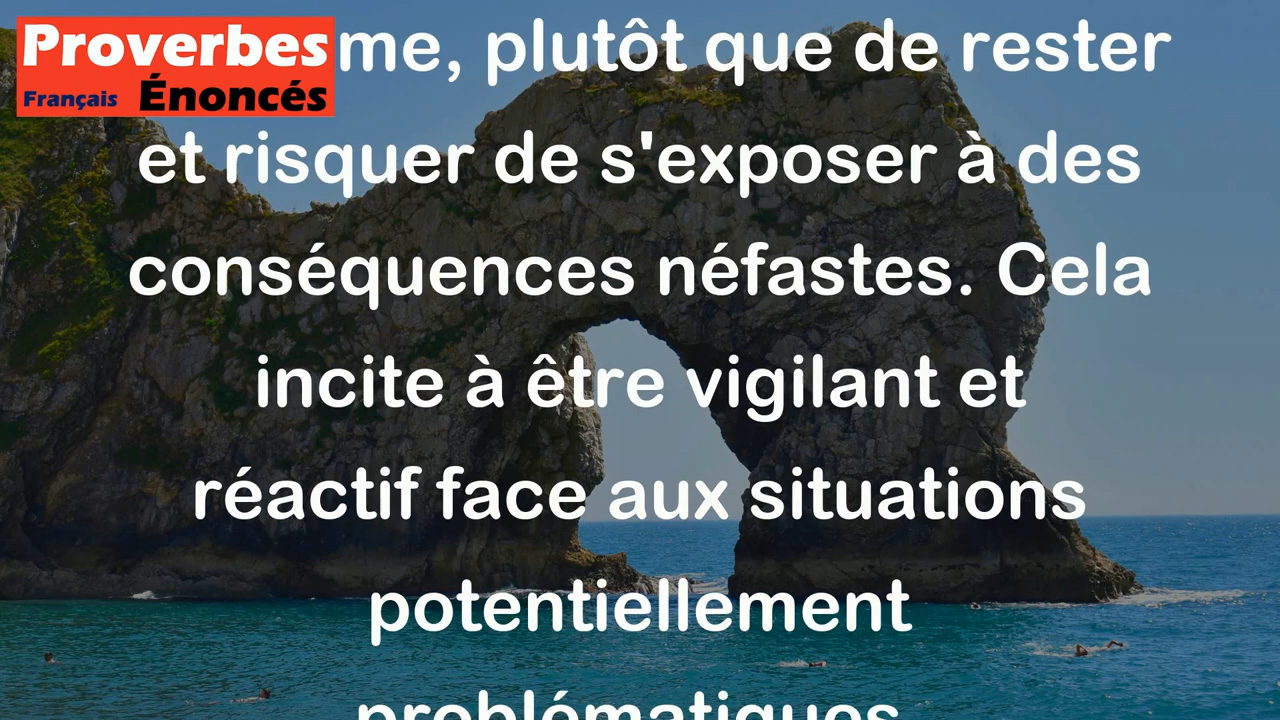 Proverbes
Français Énoncés
me, plutôt que de rester
et risquer de s'exposer à des
conséquences néfastes. Cela
incite à être vigilant et
réactif face aux situations
potentiellement
problématiques